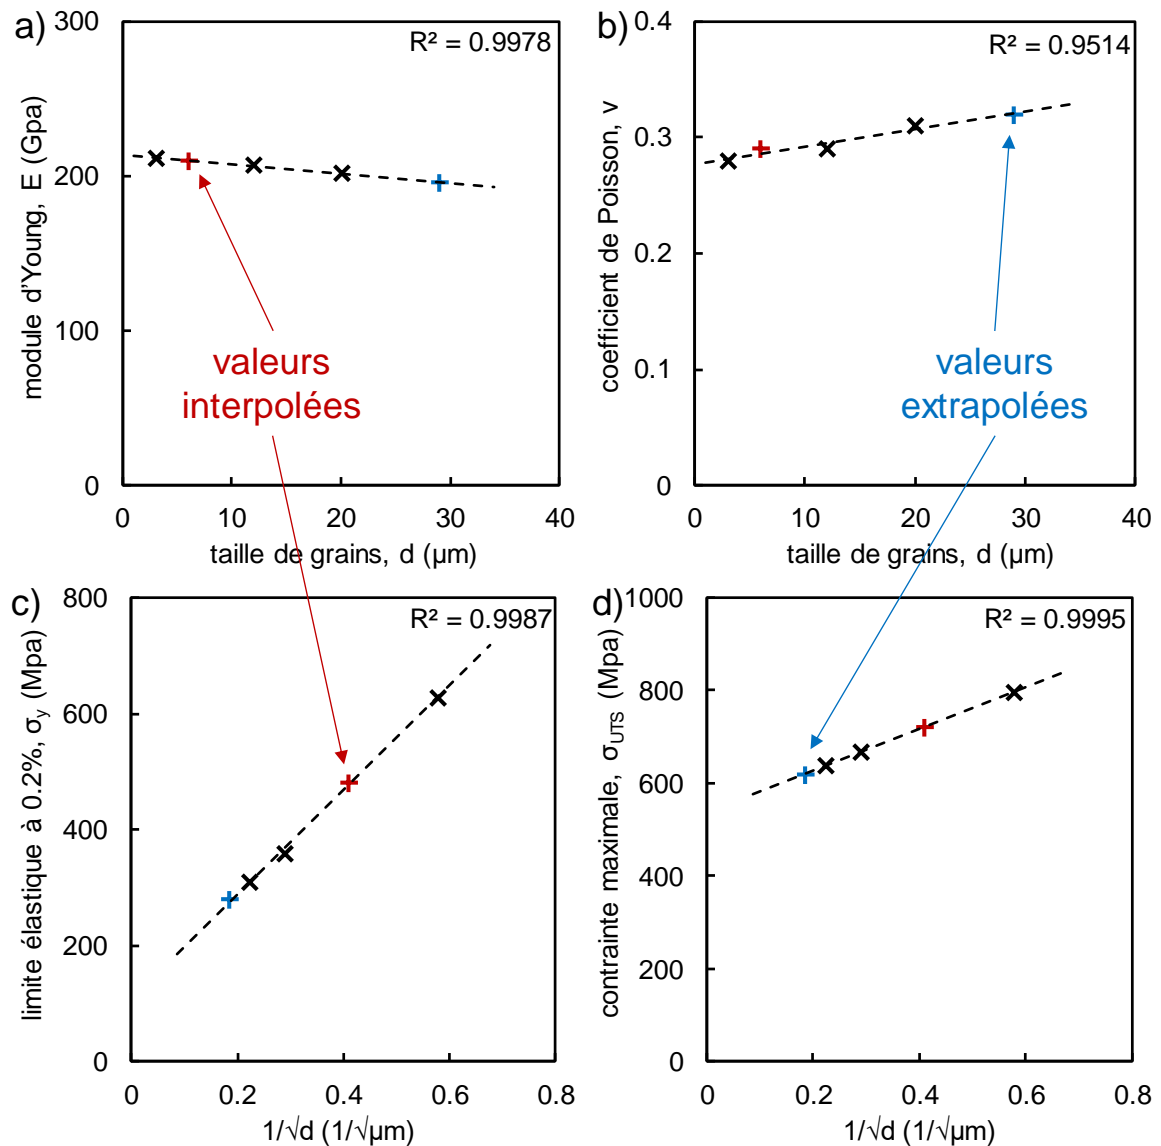 a)
R² = 0.9978
module d'Young, E (Gpa)
300
200
100
0
0 10 20 30 40
taille de grains, d (µm)
b)
R² = 0.9514
coefficient de Poisson, v
0.4
0.3
0.2
0.1
0
0 10 20 30 40
taille de grains, d (µm)
valeurs
interpolées
valeurs
extrapolées
c)
R² = 0.9987
limite élastique à 0.2%, σy (Mpa)
800
600
400
200
0
0 0.2 0.4 0.6 0.8
1/√d (1/√µm)
d)
R² = 0.9995
contrainte maximale, σUTS (Mpa)
1000
800
600
400
200
0
0 0.2 0.4 0.6 0.8
1/√d (1/√µm)